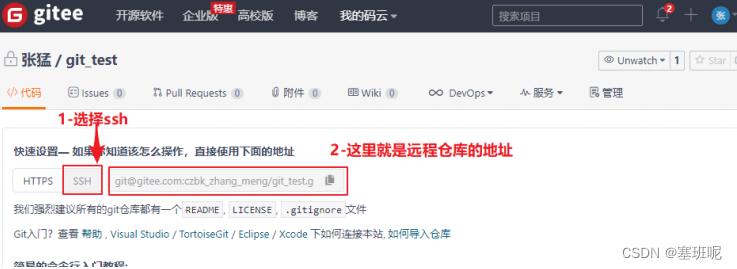 gitee 开源软件 企业版 特惠 高校版 博客 我的码云 搜索项目 2 张
张猛 / git_test Unwatch 1 Star
代码 Issues 0 Pull Requests 0 附件 0 Wiki 0 DevOps 服务 管理
1-选择ssh
快速设置— 如果你知道该怎么操作，直接使用下面的地址
2-这里就是远程仓库的地址
HTTPS SSH git@gitee.com:czbk_zhang_meng/git_test.g
我们强烈建议所有的git仓库都有一个 README , LICENSE , .gitignore 文件
Git入门？查看 帮助 , Visual Studio / TortoiseGit / Eclipse / Xcode 下如何连接本站, 如何导入仓库
简易的命令行入门教程:
CSDN @塞班呢